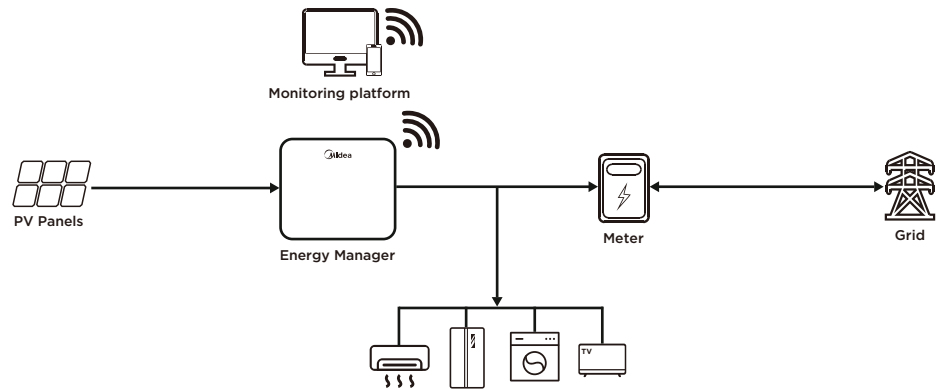 Monitoring platform
Midea
PV Panels
Energy Manager
Meter
Grid
TV